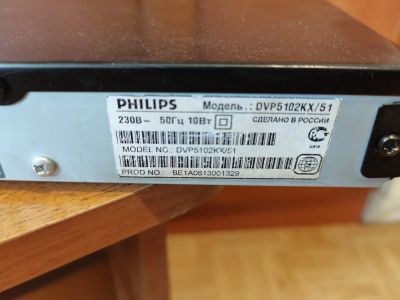 PHILIPS Модель.: DVP5102KX/51
230В~ 50Гц 10Вт СДЕЛАНО В РОССИИ
MODEL NO.: DVP5102KX/51
PROD NO.: BE1A0613001329